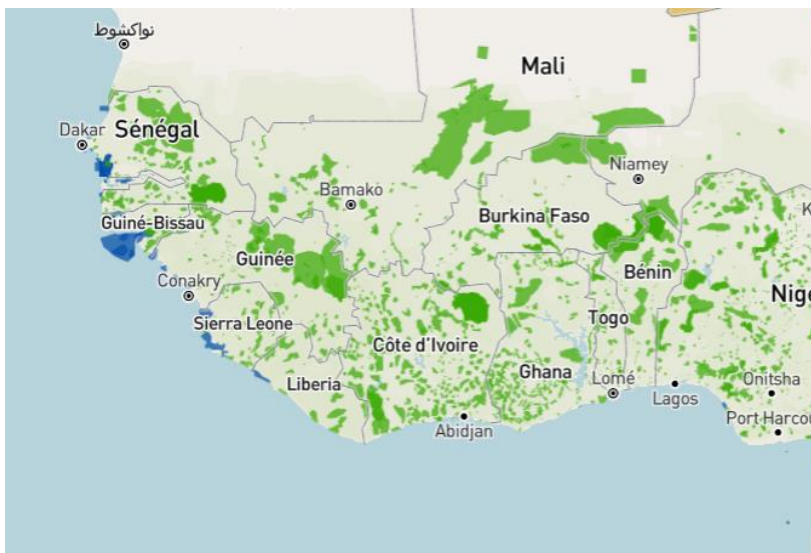 نواكشوط
Mali
Dakar
Sénégal
Niamey
Bamako
Burkina Faso
Guiné-Bissau
Guinée
Bénin
Conakry
Nige
Sierra Leone
Togo
Côte d'Ivoire
Ghana
Liberia
Lomé
Onitsha
Lagos
Abidjan
Port Harcou